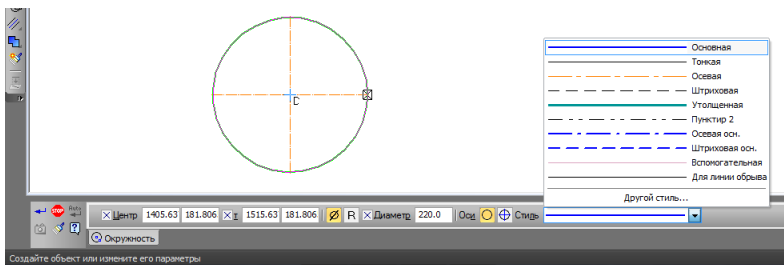 Основная
Тонкая
Осевая
Штриховая
Утолщенная
Пунктир 2
Осевая осн.
Штриховая осн.
Вспомогательная
Для линии обрыва
Другой стиль...
STOP Auto
Центр 1405.63 181.806 т 1515.63 181.806 Ø R Диаметр 220.0 Оси Стиль
Окружность
Создайте объект или измените его параметры